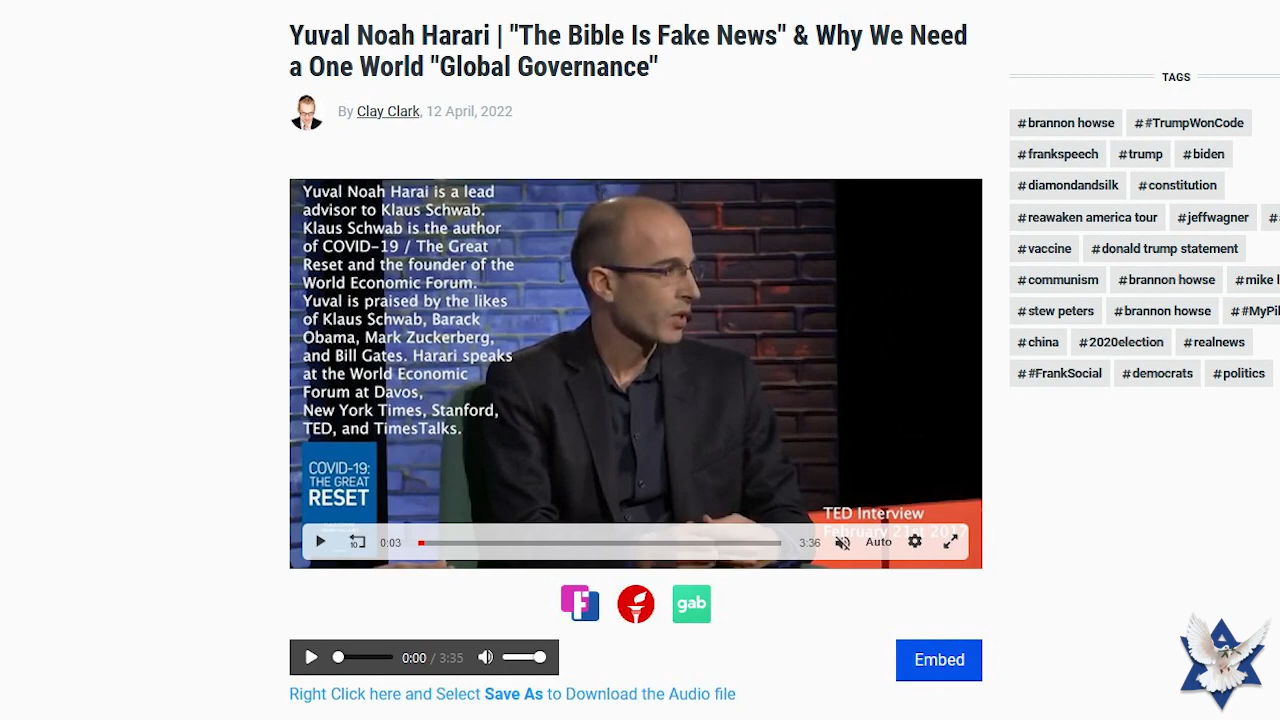 Yuval Noah Harari | "The Bible Is Fake News" & Why We Need
a One World "Global Governance"
By Clay Clark, 12 April, 2022
Yuval Noah Harai is a lead
advisor to Klaus Schwab.
Klaus Schwab is the author
of COVID-19 / The Great
Reset and the founder of the
World Economic Forum.
Yuval is praised by the likes
of Klaus Schwab, Barack
Obama, Mark Zuckerberg,
and Bill Gates. Harari speaks
at the World Economic
Forum at Davos,
New York Times, Stanford,
TED, and TimesTalks.
COVID-19:
THE GREAT
RESET
TED Interview
February 21st 2017
10
0:03
3:36
Auto
F
gab
0:00 / 3:35
Embed
Right Click here and Select Save As to Download the Audio file
TAGS
#brannon howse ##TrumpWonCode
#frankspeech #trump #biden
#diamondandsilk #constitution
#reawaken america tour #jeffwagner #
#vaccine #donald trump statement
#communism #brannon howse #mike l
#stew peters #brannon howse ##MyPil
#china #2020election #realnews
##FrankSocial #democrats #politics